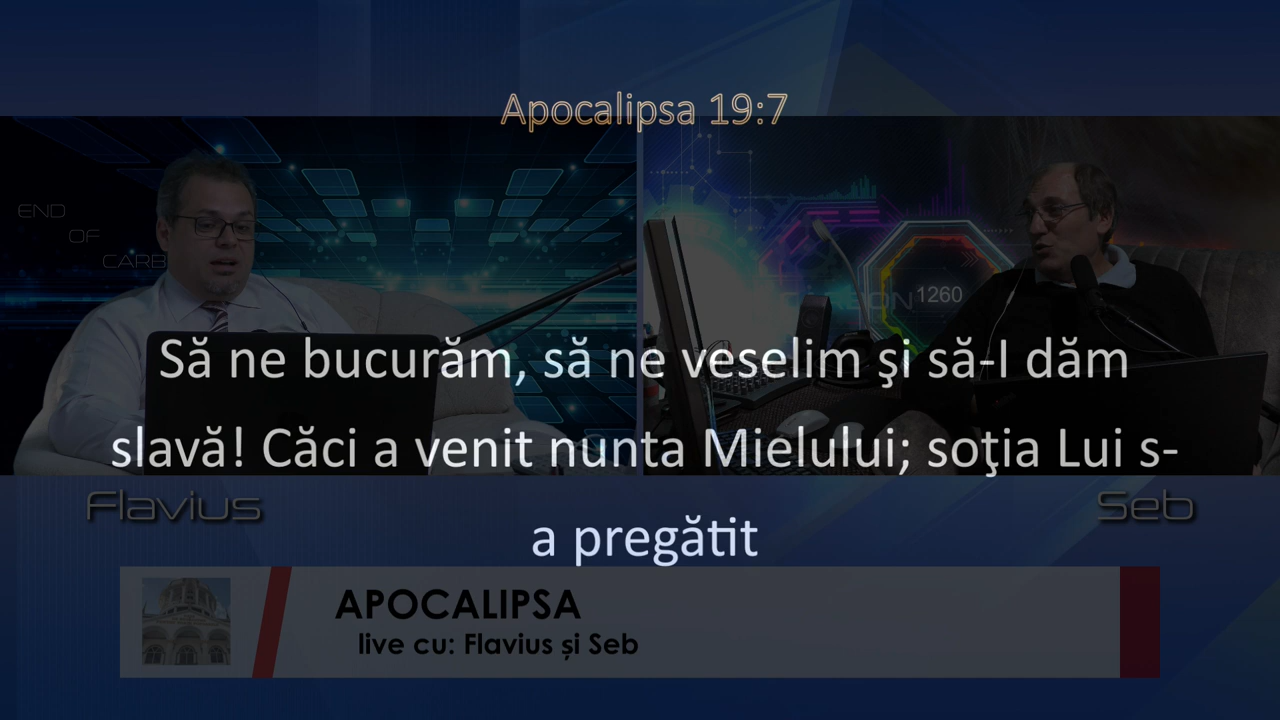 Apocalipsa 19:7
END
OF
CARB
1260
Să ne bucurăm, să ne veselim şi să-I dăm
slavă! Căci a venit nunta Mielului; soţia Lui s-
a pregătit
Flavius
Seb
APOCALIPSA
live cu: Flavius și Seb